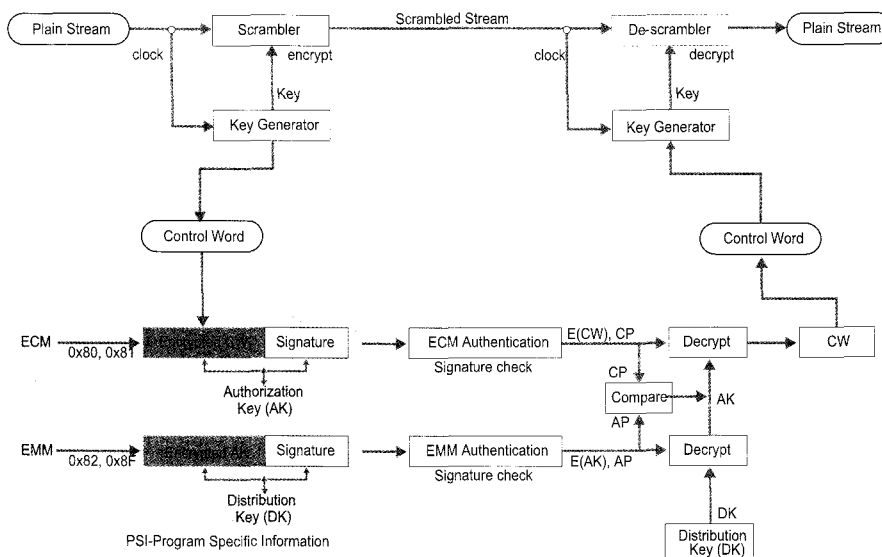 Plain Stream
Scrambler
Scrambled Stream
De-scrambler
Plain Stream
clock
encrypt
clock
decrypt
Key
Key
Key Generator
Key Generator
Control Word
Control Word
ECM
0x80, 0x81
Signature
ECM Authentication
E(CW), CP
Decrypt
CW
Signature check
CP
Authorization
Key (AK)
Compare
AK
AP
EMM
0x82, 0x8F
Encrypted AK
Signature
EMM Authentication
E(AK), AP
Decrypt
Signature check
Distribution
Key (DK)
DK
PSI-Program Specific Information
Distribution
Key (DK)